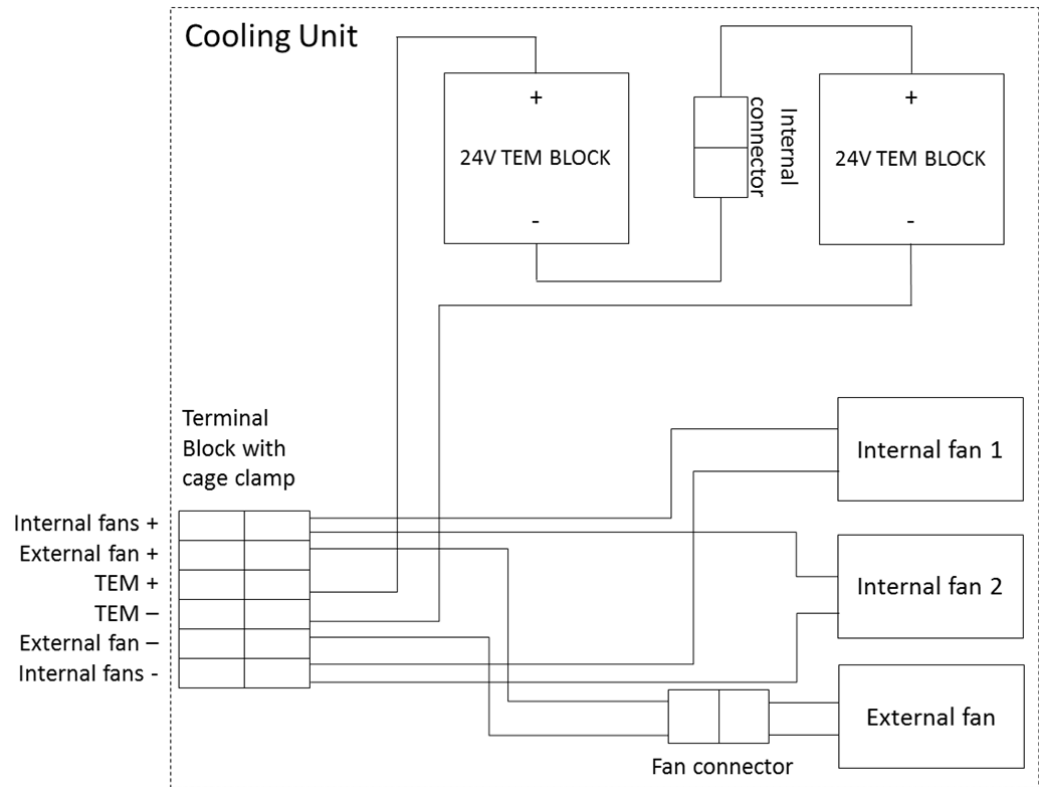 Cooling Unit
+
24V TEM BLOCK
-
Internal
connector
+
24V TEM BLOCK
-
Terminal
Block with
cage clamp
Internal fans +
External fan +
TEM +
TEM –
External fan –
Internal fans -
Internal fan 1
Internal fan 2
External fan
Fan connector